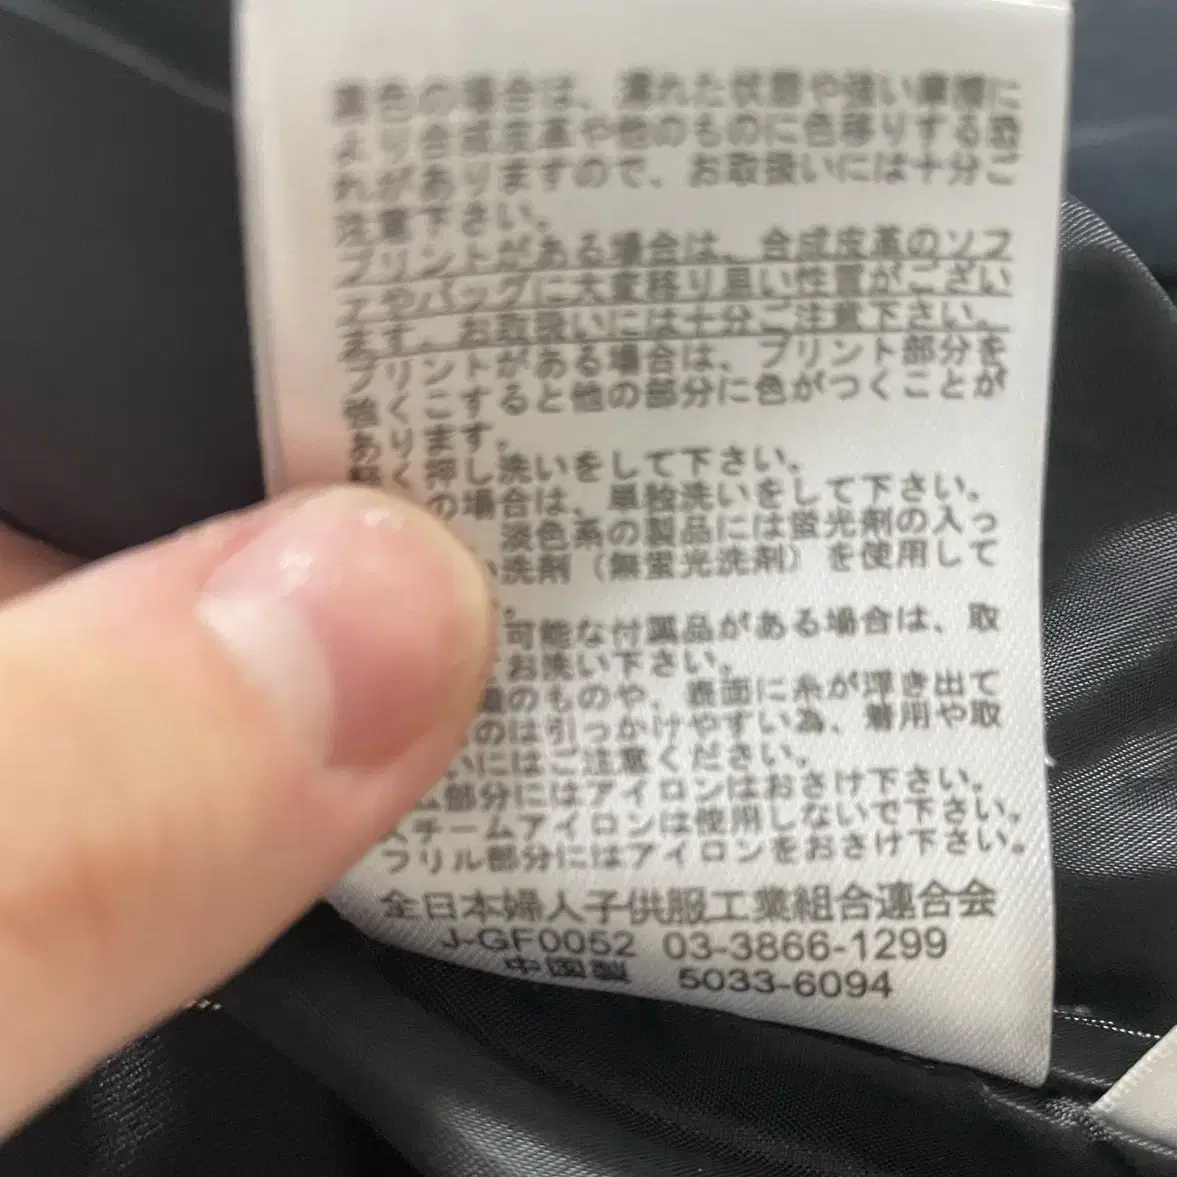 濃色の場合は、濡れた状態や強い摩擦に
より合成皮革や他のものに色移りする恐
れがありますので、お取扱いには十分ご
注意下さい。
プリントがある場合は、合成皮革のソフ
ァやバッグに大変移り易い性質がござい
ます。お取扱いには十分ご注意下さい。
プリントがある場合は、プリント部分を
強くこすると他の部分に色がつくことが
あります。
く押し洗いをして下さい。
の場合は、単独洗いをして下さい。
淡色系の製品には蛍光剤の入っ
い洗剤（無蛍光洗剤）を使用して
可能な付属品がある場合は、取
お洗い下さい。
のものや、表面に糸が浮き出て
のは引っかけやすい為、着用や取
いにはご注意ください。
ム部分にはアイロンはおさけ下さい。
スチームアイロンは使用しないで下さい。
フリル部分にはアイロンをおさけ下さい。
全日本婦人子供服工業組合連合会
J-GF0052 03-3866-1299
中国製 5033-6094